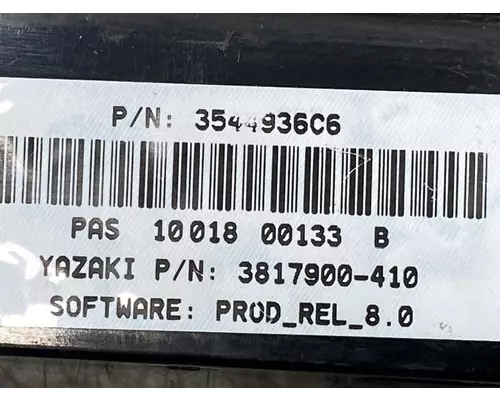 P/N: 3544936C6
PAS 10018 00133 B
YAZAKI P/N: 3817900-410
SOFTWARE: PROD_REL_8.0